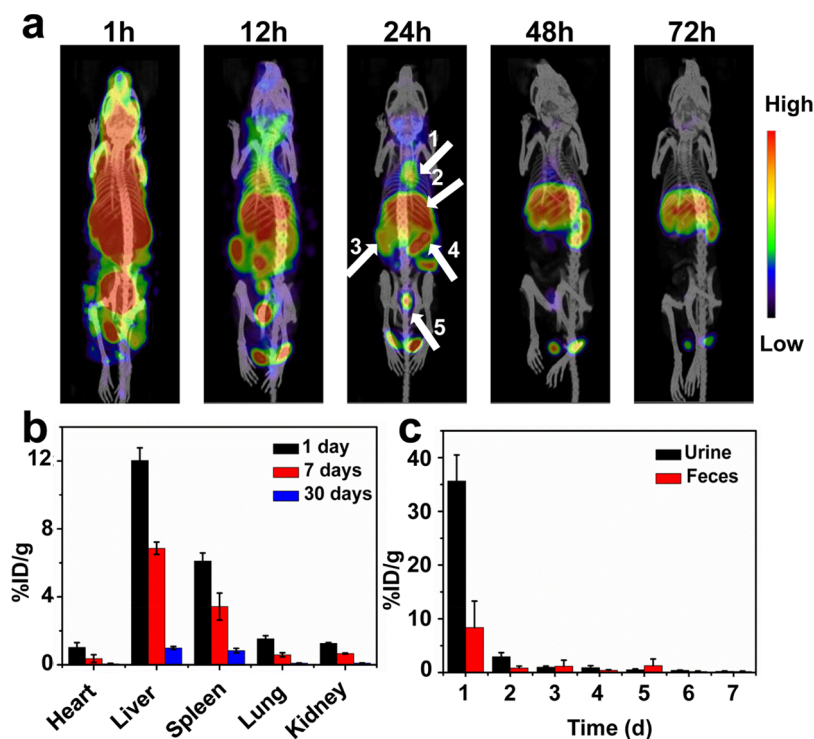 a
1h 12h 24h 48h 72h
High
Low
1
2
3
4
5
b
1 day
7 days
30 days
%ID/g
12
8
4
0
Heart Liver Spleen Lung Kidney
c
Urine
Feces
%ID/g
40
30
20
10
0
1 2 3 4 5 6 7
Time (d)